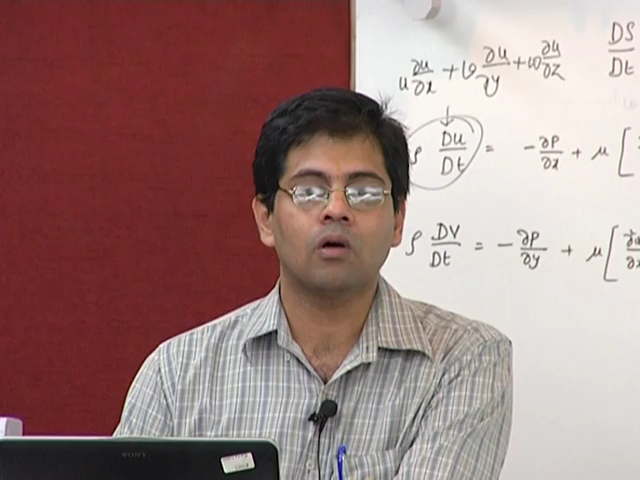 u ∂u/∂x + v ∂u/∂y + w ∂u/∂z
DS/Dt
ρ Du/Dt = - ∂P/∂x + μ [
ρ DV/Dt = - ∂P/∂y + μ [
SONY